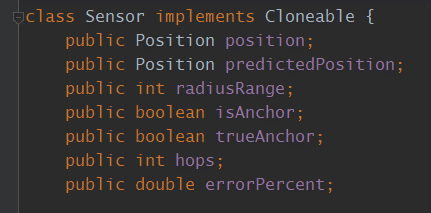 class Sensor implements Cloneable {
    public Position position;
    public Position predictedPosition;
    public int radiusRange;
    public boolean isAnchor;
    public boolean trueAnchor;
    public int hops;
    public double errorPercent;